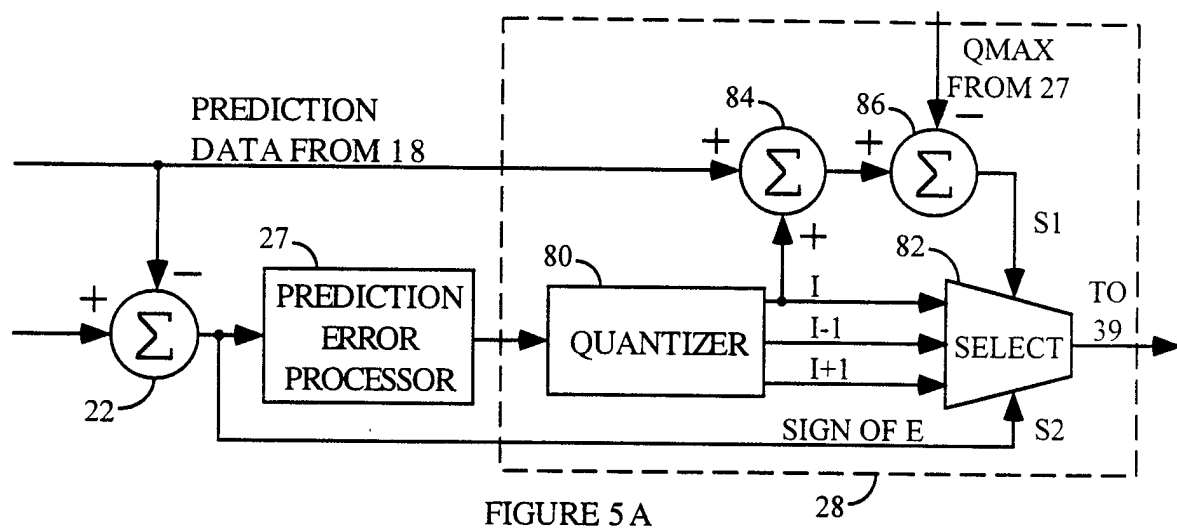 QMAX
FROM 27
84
86
PREDICTION
DATA FROM 18
+
+
−
Σ
Σ
+
S1
27
80
82
−
+
Σ
PREDICTION
ERROR
PROCESSOR
QUANTIZER
I
I-1
I+1
SELECT
TO
39
22
SIGN OF E
S2
28
FIGURE 5A